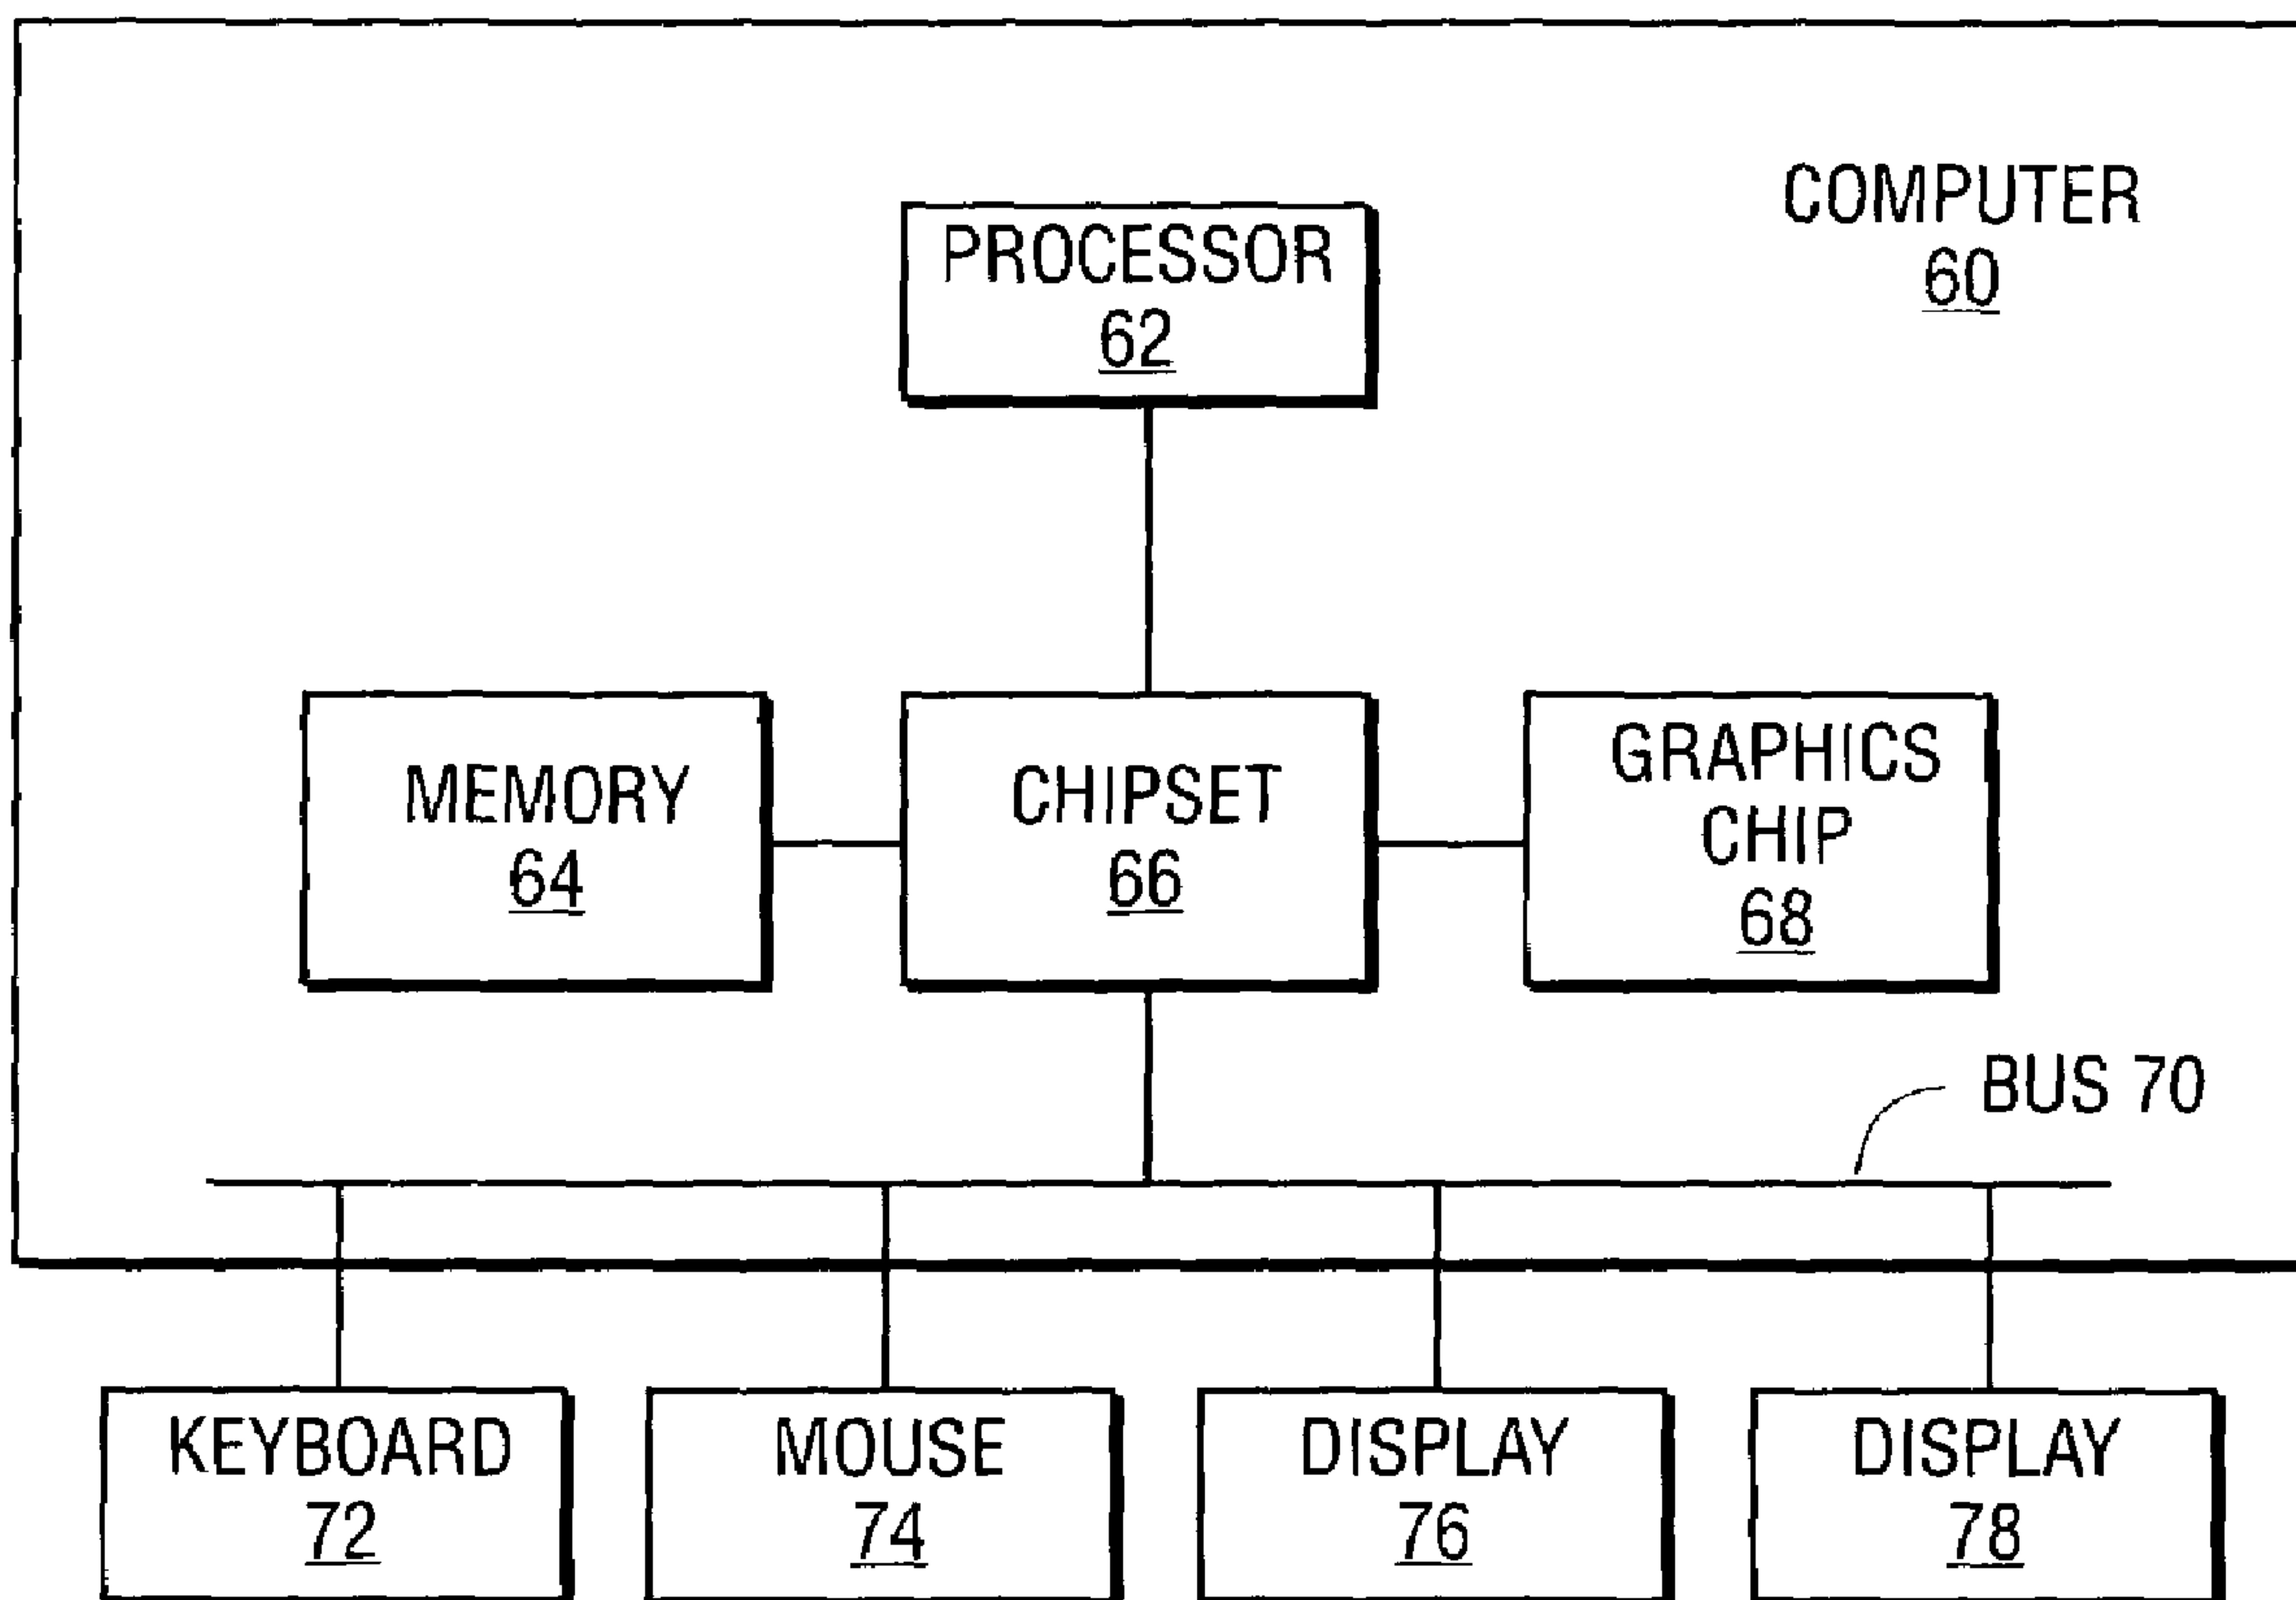 COMPUTER
60
PROCESSOR
62
MEMORY
64
CHIPSET
66
GRAPHICS
CHIP
68
BUS 70
KEYBOARD
72
MOUSE
74
DISPLAY
76
DISPLAY
78